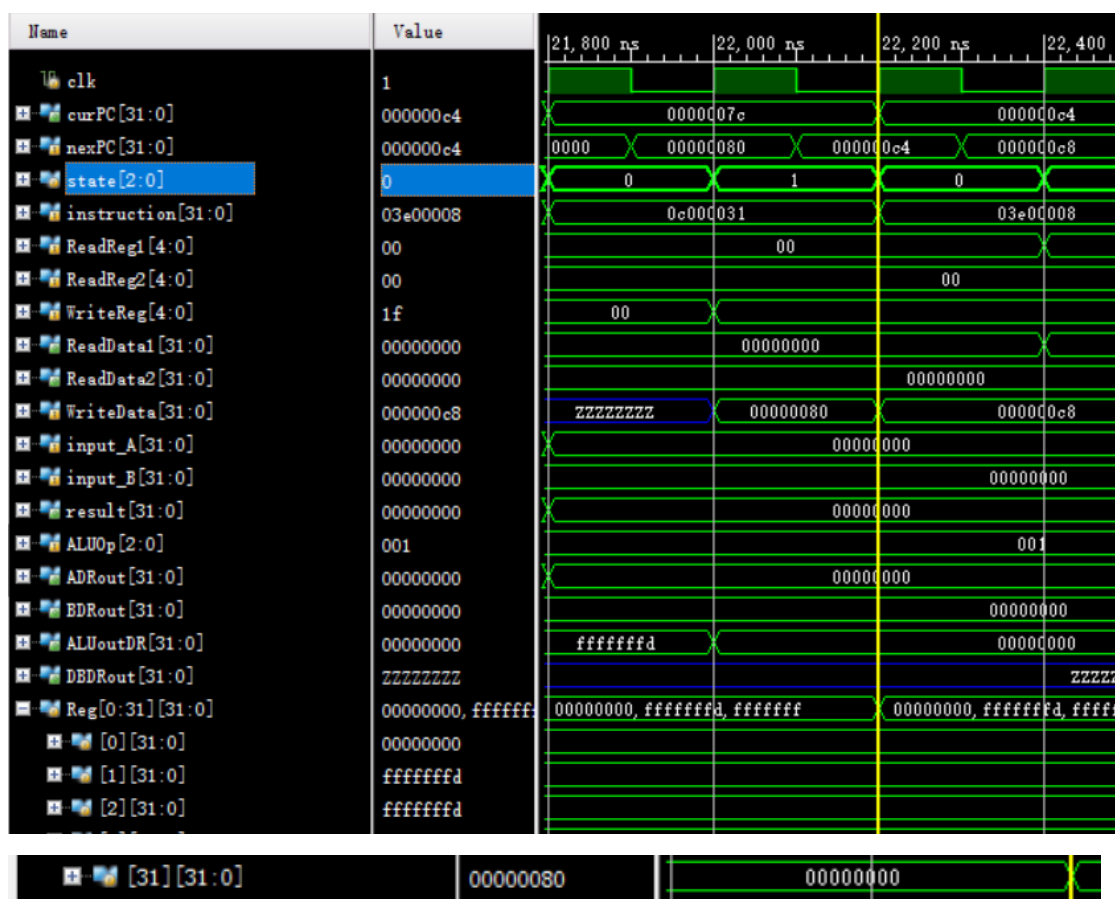 Name Value 21,800 ns 22,000 ns 22,200 ns 22,400
clk 1
curPC[31:0] 000000c4 0000007c 000000c4
nexPC[31:0] 000000c4 0000 00000080 000000c4 000000c8
state[2:0] 0 0 1 0
instruction[31:0] 03e00008 0c000031 03e00008
ReadReg1[4:0] 00 00
ReadReg2[4:0] 00 00
WriteReg[4:0] 1f 00
ReadData1[31:0] 00000000 00000000
ReadData2[31:0] 00000000 00000000
WriteData[31:0] 000000c8 ZZZZZZZZ 00000080 000000c8
input_A[31:0] 00000000 00000000
input_B[31:0] 00000000 00000000
result[31:0] 00000000 00000000
ALUOp[2:0] 001 001
ADRout[31:0] 00000000 00000000
BDRout[31:0] 00000000 00000000
ALUoutDR[31:0] 00000000 fffffffd 00000000
DBDRout[31:0] ZZZZZZZZ ZZZZZ
Reg[0:31][31:0] 00000000, ffffff 00000000, fffffffd, fffffff 00000000, fffffffd, fffff
[0][31:0] 00000000
[1][31:0] fffffffd
[2][31:0] fffffffd
[31][31:0] 00000080 00000000